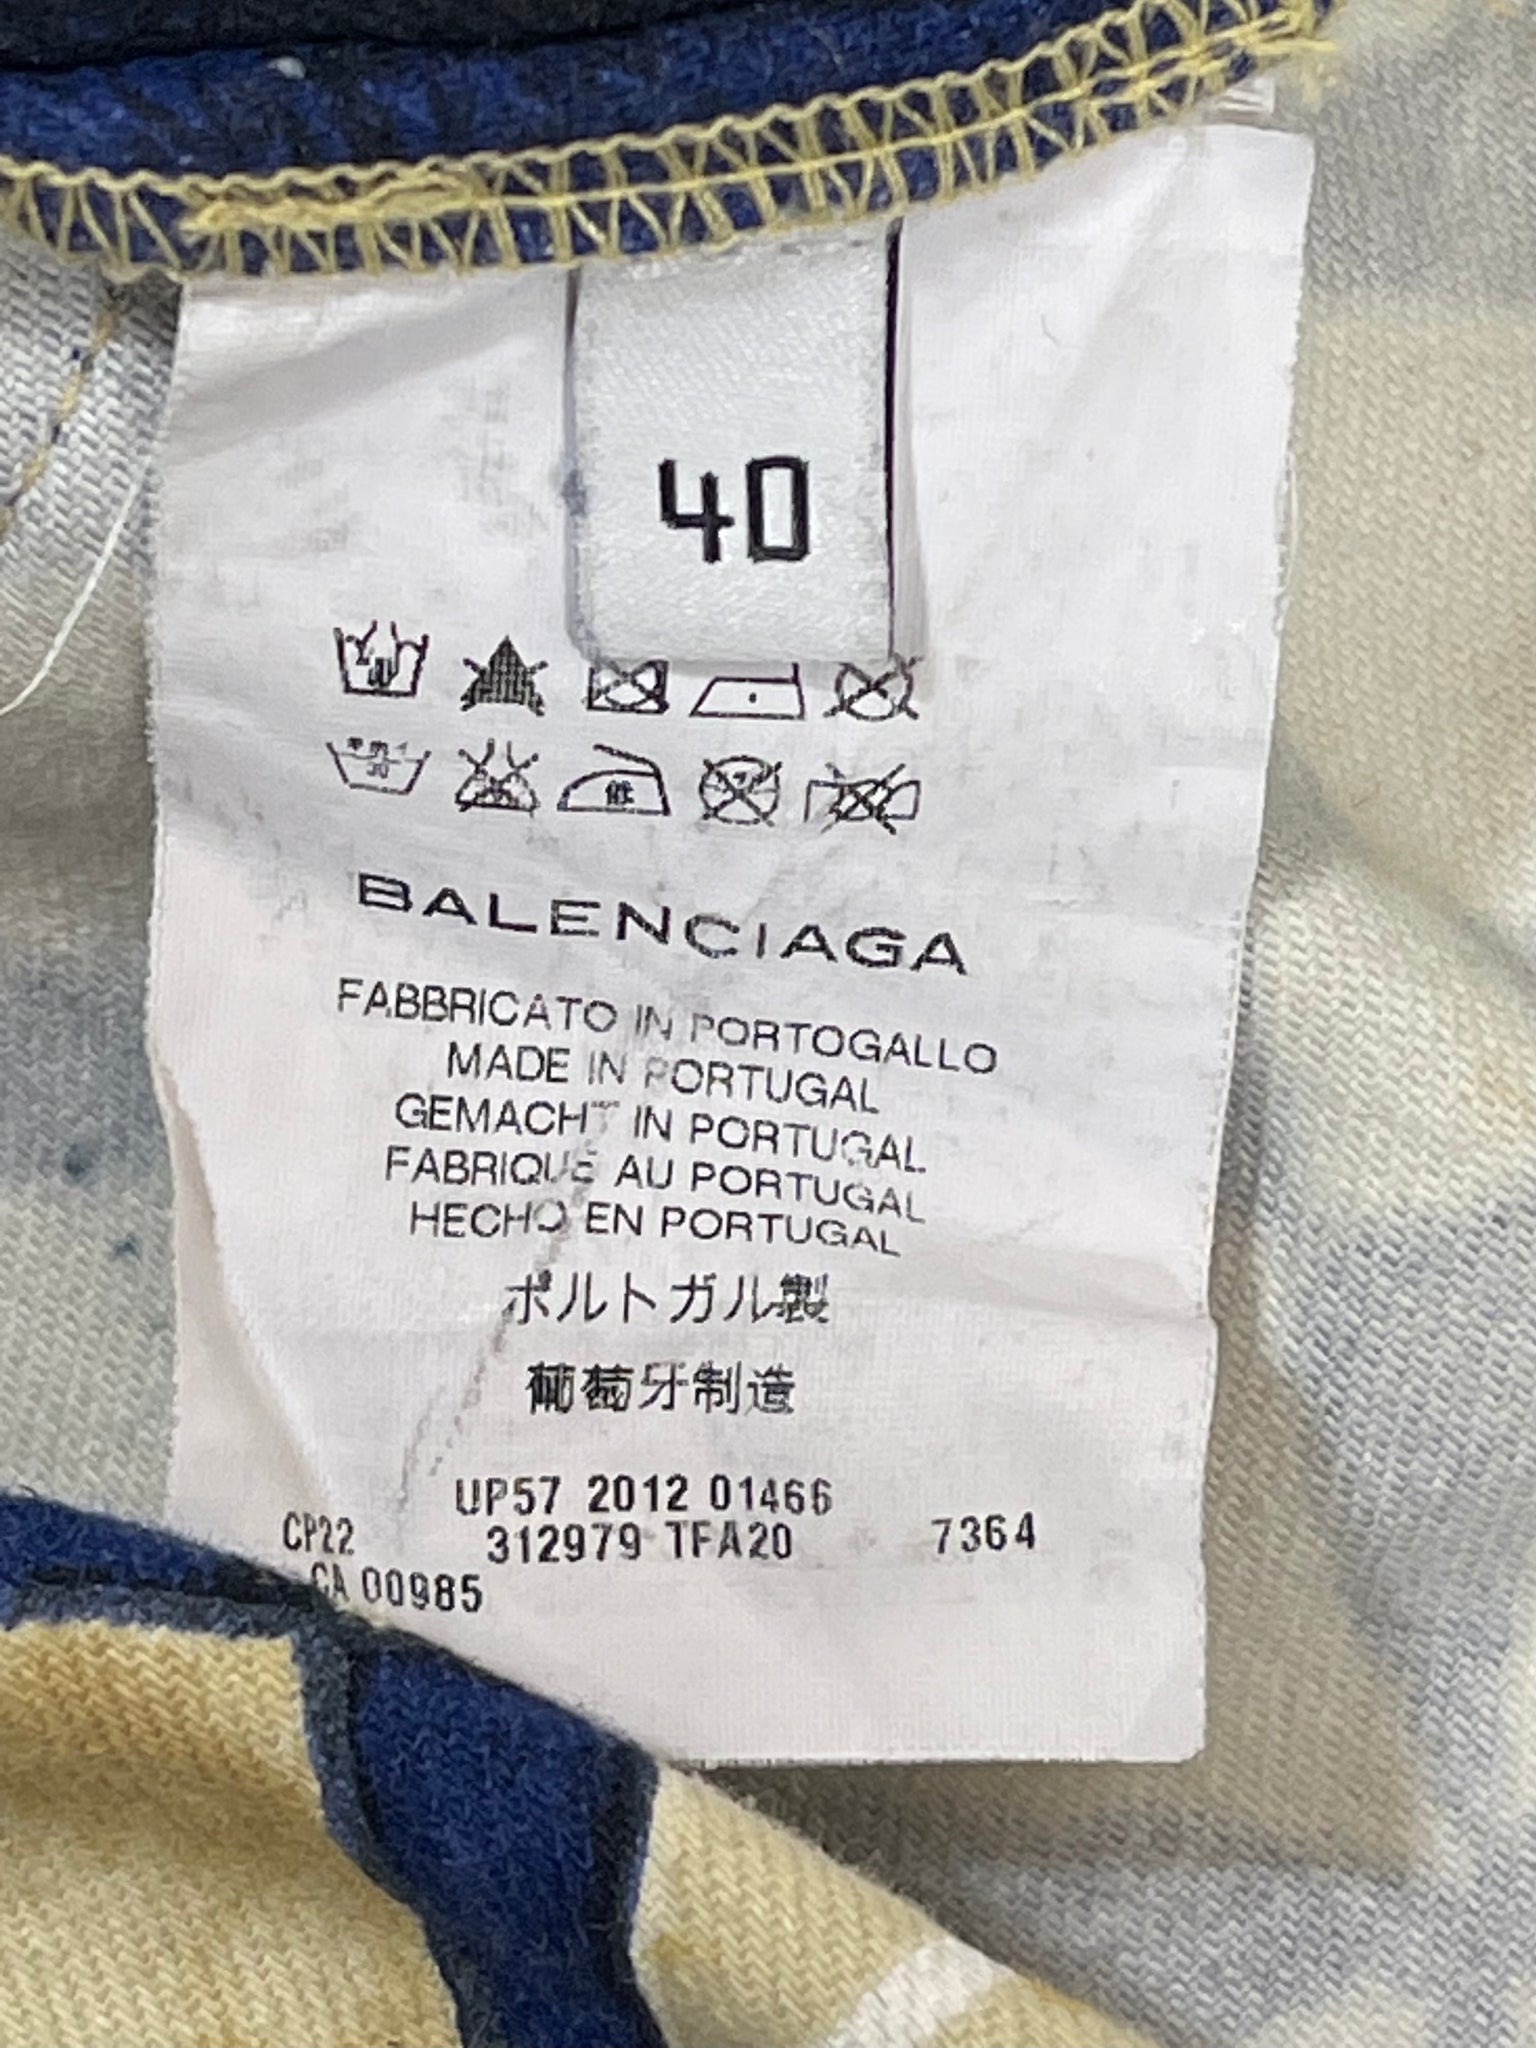 40
BALENCIAGA
FABBRICATO IN PORTOGALLO
MADE IN PORTUGAL
GEMACHT IN PORTUGAL
FABRIQUE AU PORTUGAL
HECHO EN PORTUGAL
ポルトガル製
葡萄牙制造
UP57 2012 01466
CP22 312979 TFA20 7364
CA 00985